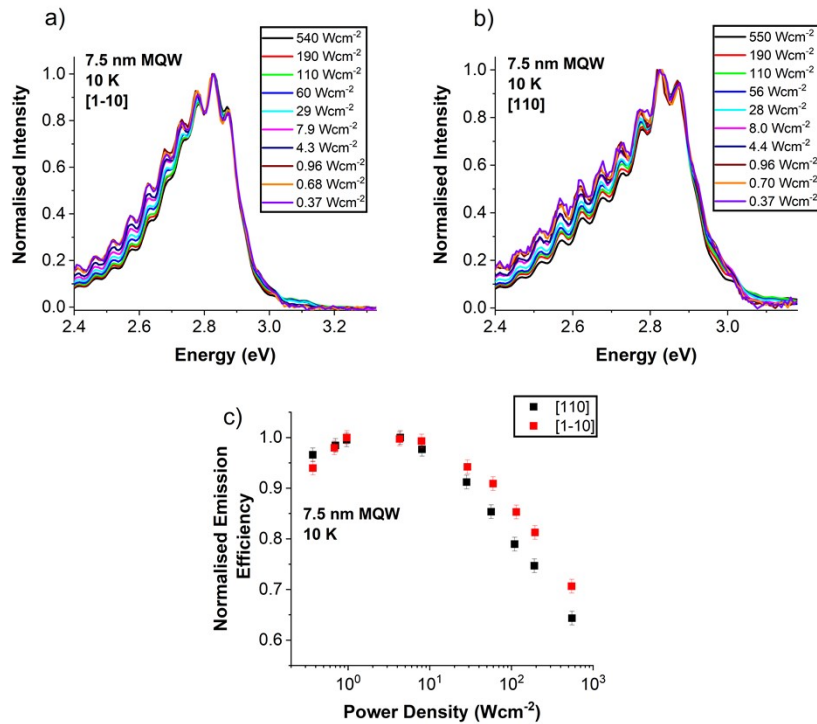 a)
7.5 nm MQW
10 K
[1-10]
540 Wcm-2
190 Wcm-2
110 Wcm-2
60 Wcm-2
29 Wcm-2
7.9 Wcm-2
4.3 Wcm-2
0.96 Wcm-2
0.68 Wcm-2
0.37 Wcm-2
Normalised Intensity
1.0
0.8
0.6
0.4
0.2
0.0
2.4 2.6 2.8 3.0 3.2
Energy (eV)
b)
7.5 nm MQW
10 K
[110]
550 Wcm-2
190 Wcm-2
110 Wcm-2
56 Wcm-2
28 Wcm-2
8.0 Wcm-2
4.4 Wcm-2
0.96 Wcm-2
0.70 Wcm-2
0.37 Wcm-2
Normalised Intensity
1.0
0.8
0.6
0.4
0.2
0.0
2.4 2.6 2.8 3.0
Energy (eV)
c)
[110]
[1-10]
7.5 nm MQW
10 K
Normalised Emission
Efficiency
1.0
0.9
0.8
0.7
0.6
10⁰ 10¹ 10² 10³
Power Density (Wcm-2)